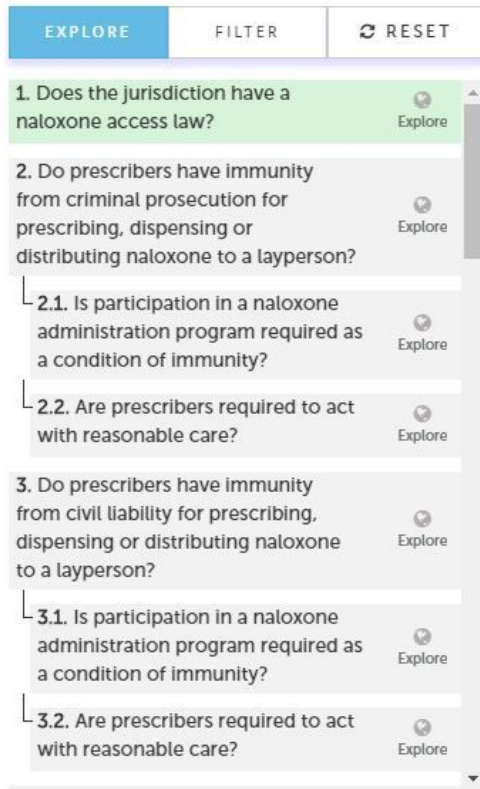 EXPLORE FILTER RESET
1. Does the jurisdiction have a
naloxone access law?
Explore
2. Do prescribers have immunity
from criminal prosecution for
prescribing, dispensing or
distributing naloxone to a layperson?
Explore
2.1. Is participation in a naloxone
administration program required as
a condition of immunity?
Explore
2.2. Are prescribers required to act
with reasonable care?
Explore
3. Do prescribers have immunity
from civil liability for prescribing,
dispensing or distributing naloxone
to a layperson?
Explore
3.1. Is participation in a naloxone
administration program required as
a condition of immunity?
Explore
3.2. Are prescribers required to act
with reasonable care?
Explore